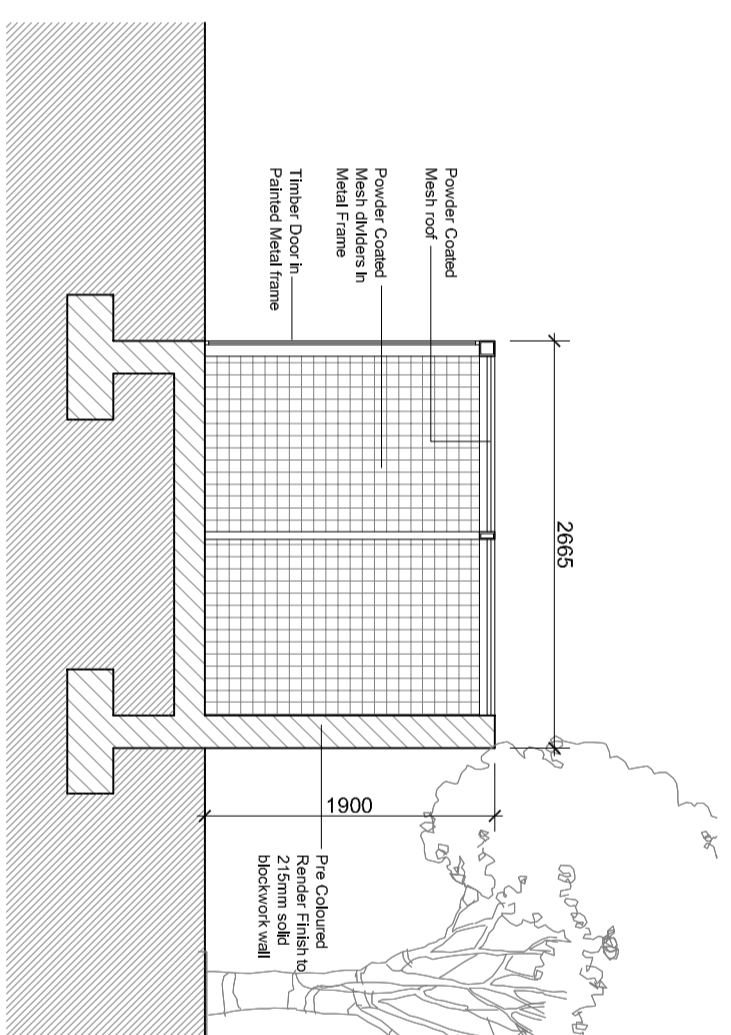 Powder Coated
Mesh roof
Powder Coated
Mesh dividers in
Metal Frame
Timber Door in
Painted Metal frame
2665
1900
Pre Coloured
Render Finish to
215mm solid
blockwork wall